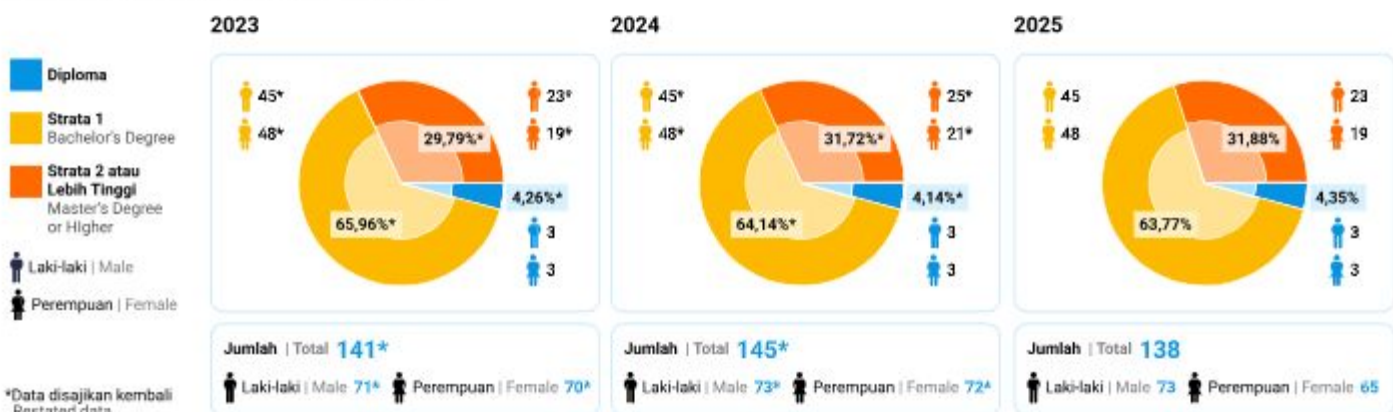 2023
2024
2025
Diploma
Strata 1
Bachelor's Degree
Strata 2 atau
Lebih Tinggi
Master's Degree
or Higher
Laki-laki | Male
Perempuan | Female
*Data disajikan kembali
Restated data
45*
48*
23*
19*
29,79%*
4,26%*
65,96%*
3
3
Jumlah | Total 141*
Laki-laki | Male 71* Perempuan | Female 70*
45*
48*
25*
21*
31,72%*
4,14%*
64,14%*
3
3
Jumlah | Total 145*
Laki-laki | Male 73* Perempuan | Female 72*
45
48
23
19
31,88%
4,35%
63,77%
3
3
Jumlah | Total 138
Laki-laki | Male 73 Perempuan | Female 65